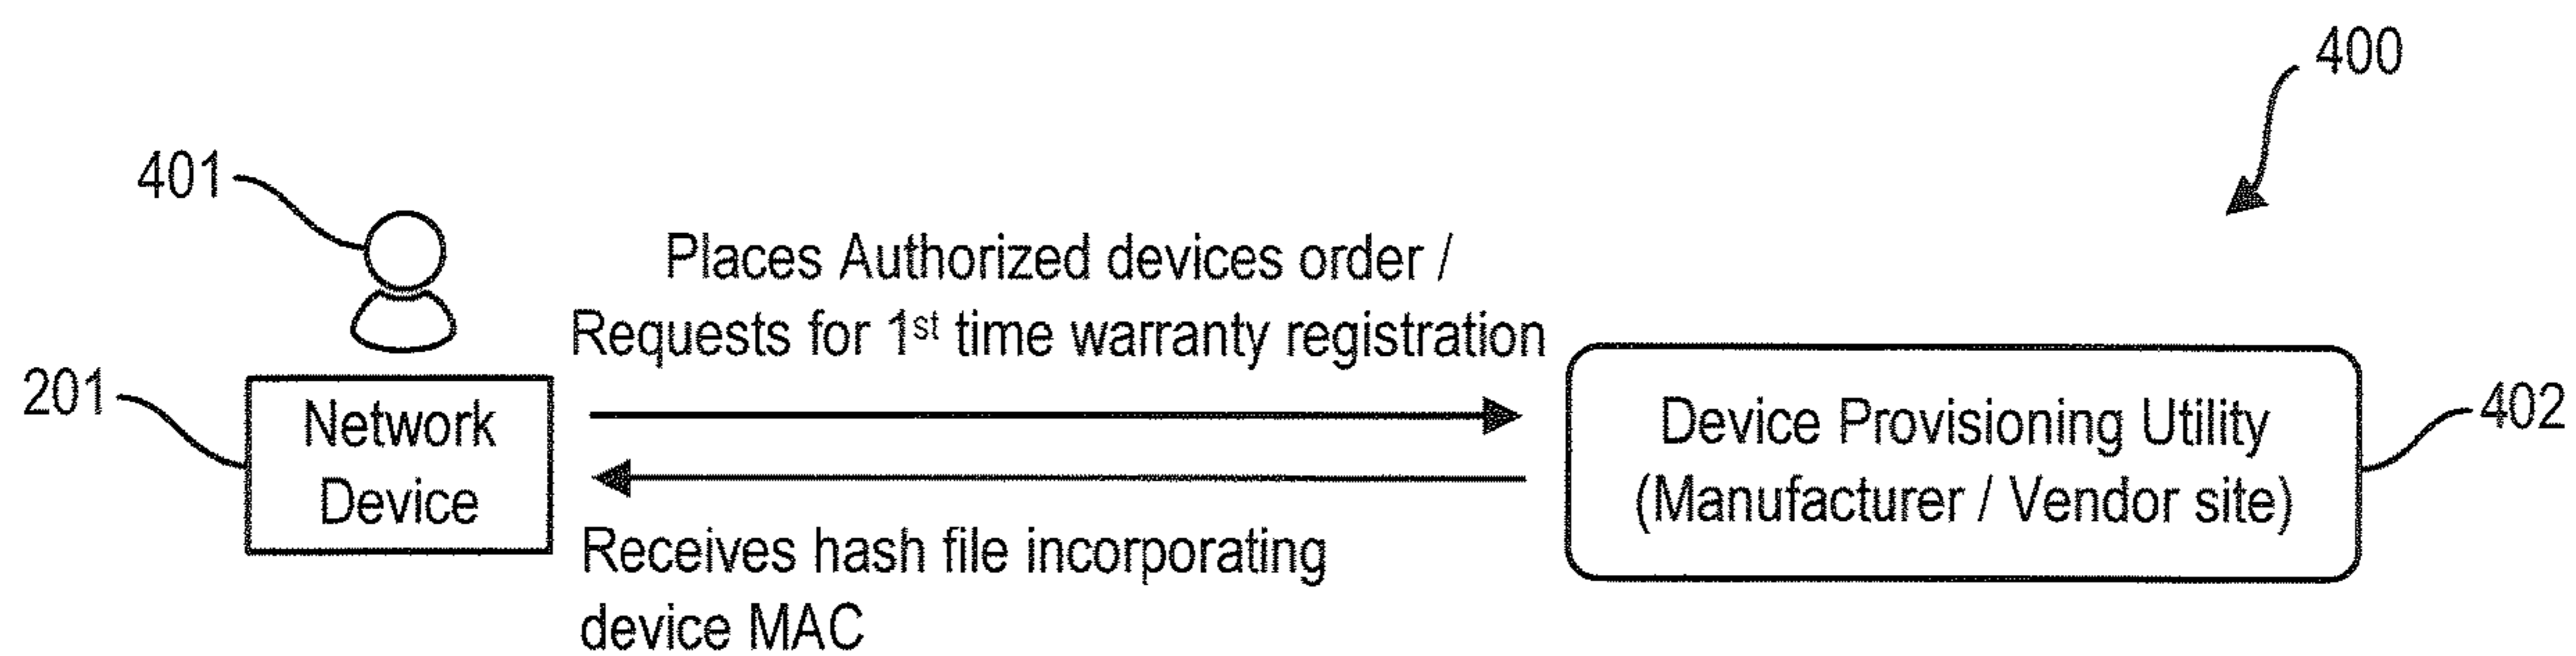 400
401
Places Authorized devices order /
Requests for 1st time warranty registration
201
Network
Device
Device Provisioning Utility
(Manufacturer / Vendor site)
402
Receives hash file incorporating
device MAC